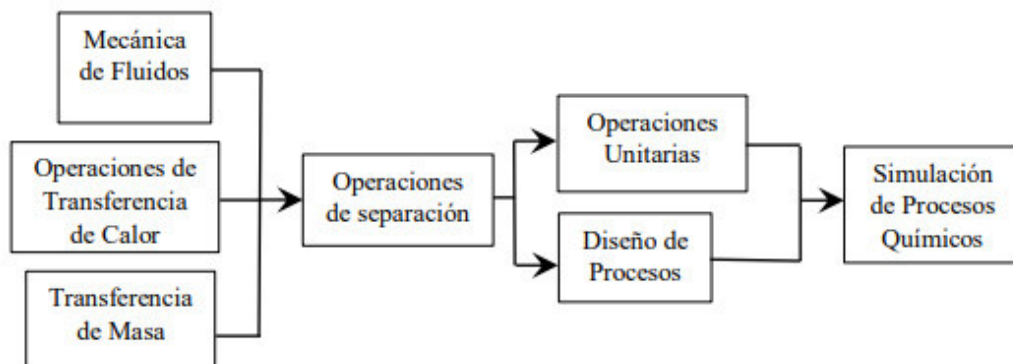 Mecánica
de Fluidos
Operaciones de
Transferencia
de Calor
Transferencia
de Masa
Operaciones
de separación
Operaciones
Unitarias
Diseño de
Procesos
Simulación
de Procesos
Químicos